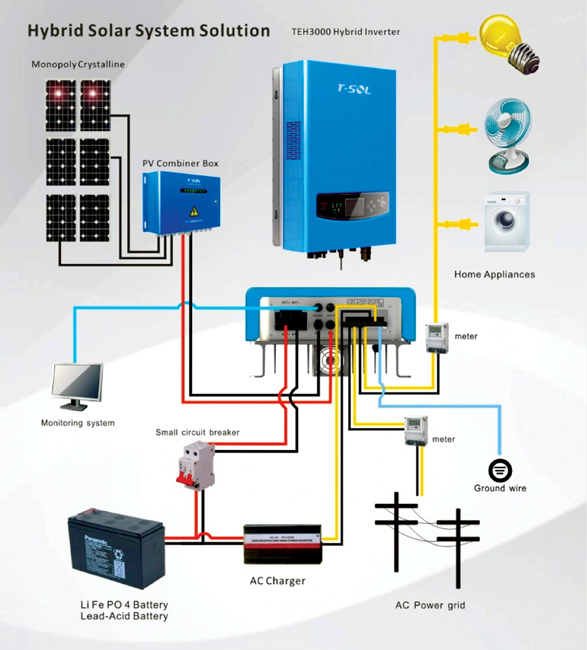 Hybrid Solar System Solution
TEH3000 Hybrid Inverter
Monopoly Crystalline
T-SOL
PV Combiner Box
T-SOL
Home Appliances
meter
Monitoring system
Small circuit breaker
meter
Ground wire
Panasonic
AC Charger
Li Fe PO 4 Battery
Lead-Acid Battery
AC Power grid